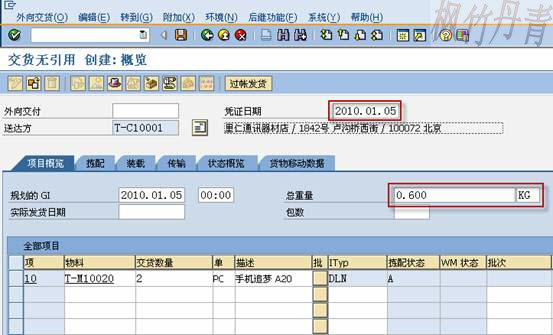 外向交货(O) 编辑(E) 转到(G) 附加(X) 环境(N) 后继功能(F) 系统(Y) 帮助(H)
枫竹丹青
交货无引用 创建:概览
过帐发货
外向交付 凭证日期 2010.01.05
送达方 T-C10001 里仁通讯器材店 / 1842号 卢沟桥西街 / 100072 北京
项目概览 拣配 装载 传输 状态概览 货物移动数据
规划的 GI 2010.01.05 00:00 总重量 0.600 KG
实际发货日期 包数
全部项目
项 物料 交货数量 单 描述 批 ITyp 拣配状态 WM 状态 批次
10 T-M10020 2 PC 手机追梦 A20 DLN A